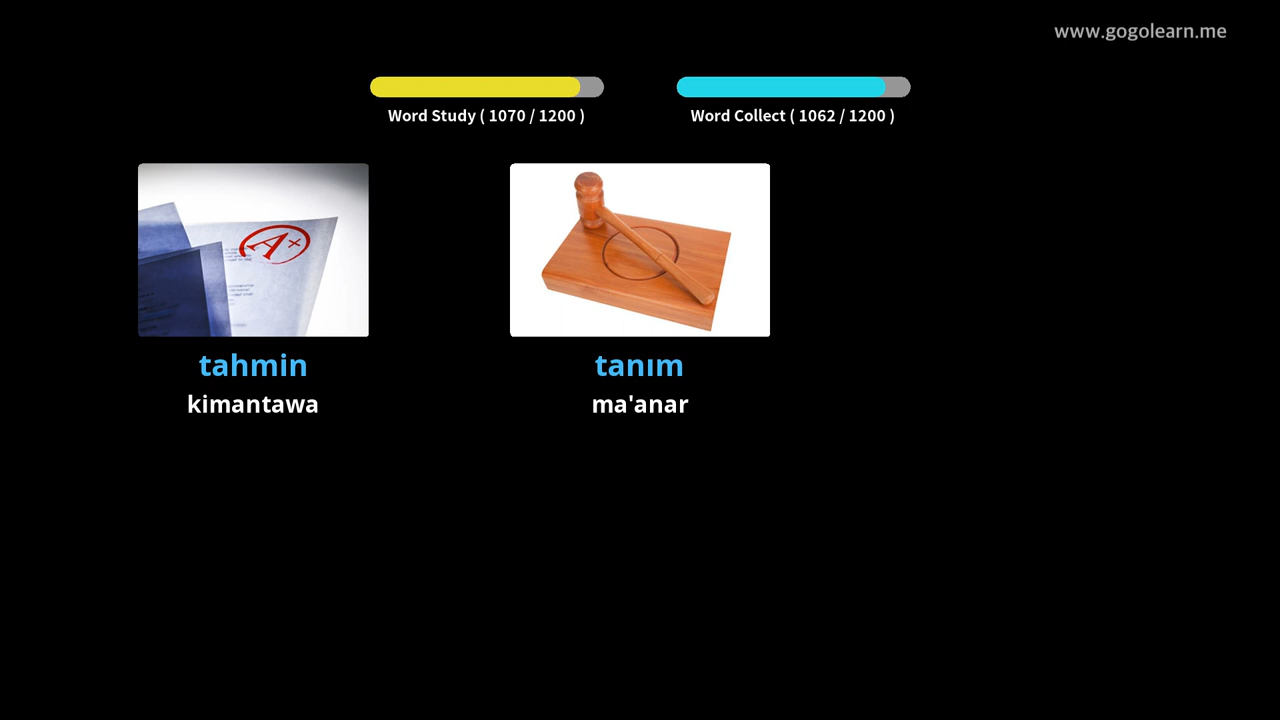 www.gogolearn.me
Word Study ( 1070 / 1200 )
Word Collect ( 1062 / 1200 )
A+
tahmin
tanım
kimantawa
ma'anar